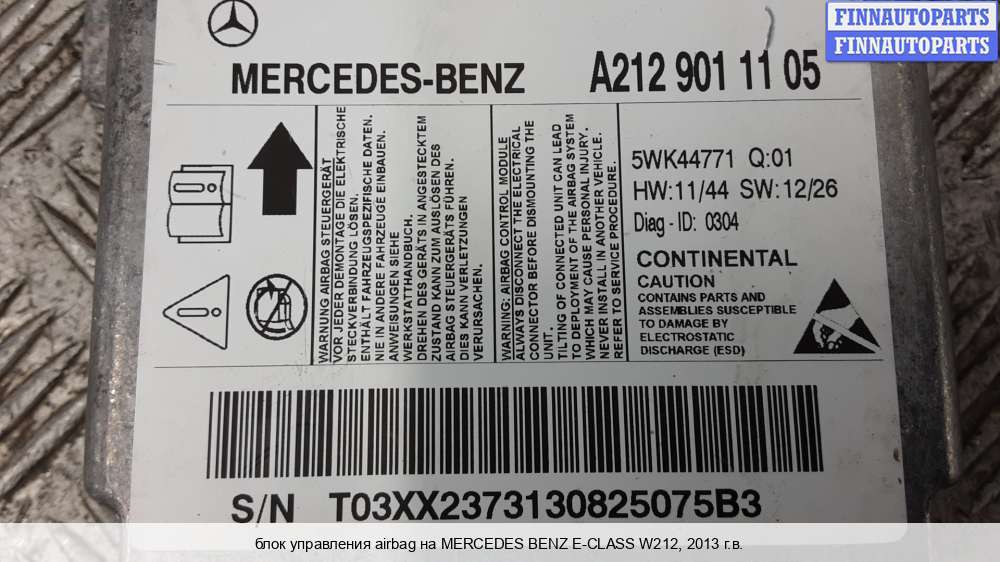 FINNAUTOPARTS
FINNAUTOPARTS
MERCEDES-BENZ
A212 901 11 05
WARNUNG AIRBAG STEUERGERÄT
VOR JEDER DEMONTAGE DIE ELEKTRISCHE
STECKVERBINDUNG LÖSEN.
ENTHÄLT FAHRZEUGSPEZIFISCHE DATEN.
NIE IN ANDERE FAHRZEUGE EINBAUEN.
ANWEISUNGEN SIEHE
WERKSTATTHANDBUCH.
DREHEN DES GERÄTS IN ANGESTECKTEM
ZUSTAND KANN ZUM AUSLÖSEN DES
AIRBAG STEUERGERÄTS FÜHREN.
DIES KANN VERLETZUNGEN
VERURSACHEN.
WARNING: AIRBAG CONTROL MODULE
ALWAYS DISCONNECT THE ELECTRICAL
CONNECTOR BEFORE DISMOUNTING THE
UNIT.
TILTING OF CONNECTED UNIT CAN LEAD
TO DEPLOYMENT OF THE AIRBAG SYSTEM
WHICH MAY CAUSE PERSONAL INJURY.
NEVER INSTALL IN ANOTHER VEHICLE.
REFER TO SERVICE PROCEDURE.
5WK44771 Q:01
HW:11/44 SW:12/26
Diag - ID: 0304
CONTINENTAL
CAUTION
CONTAINS PARTS AND
ASSEMBLIES SUSCEPTIBLE
TO DAMAGE BY
ELECTROSTATIC
DISCHARGE (ESD)
S/N T03XX2373130825075B3
блок управления airbag на MERCEDES BENZ E-CLASS W212, 2013 г.в.